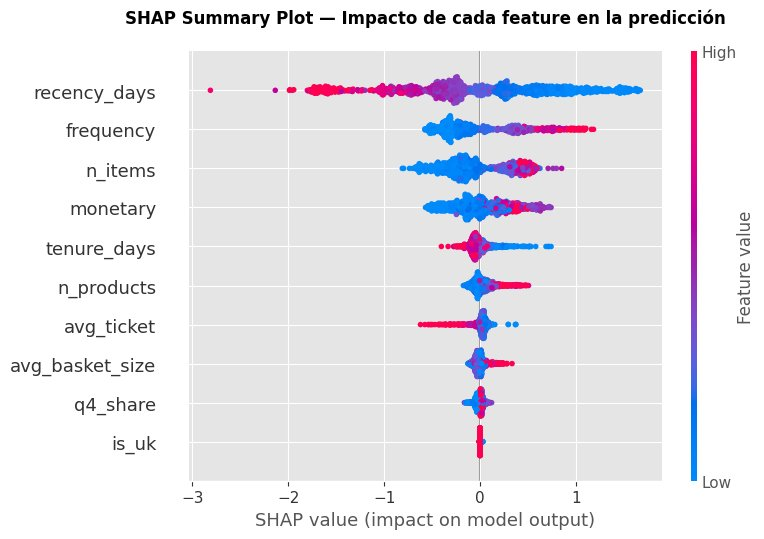 SHAP Summary Plot — Impacto de cada feature en la predicción
High
recency_days
frequency
n_items
monetary
tenure_days
n_products
avg_ticket
avg_basket_size
q4_share
is_uk
Feature value
Low
−3 −2 −1 0 1
SHAP value (impact on model output)